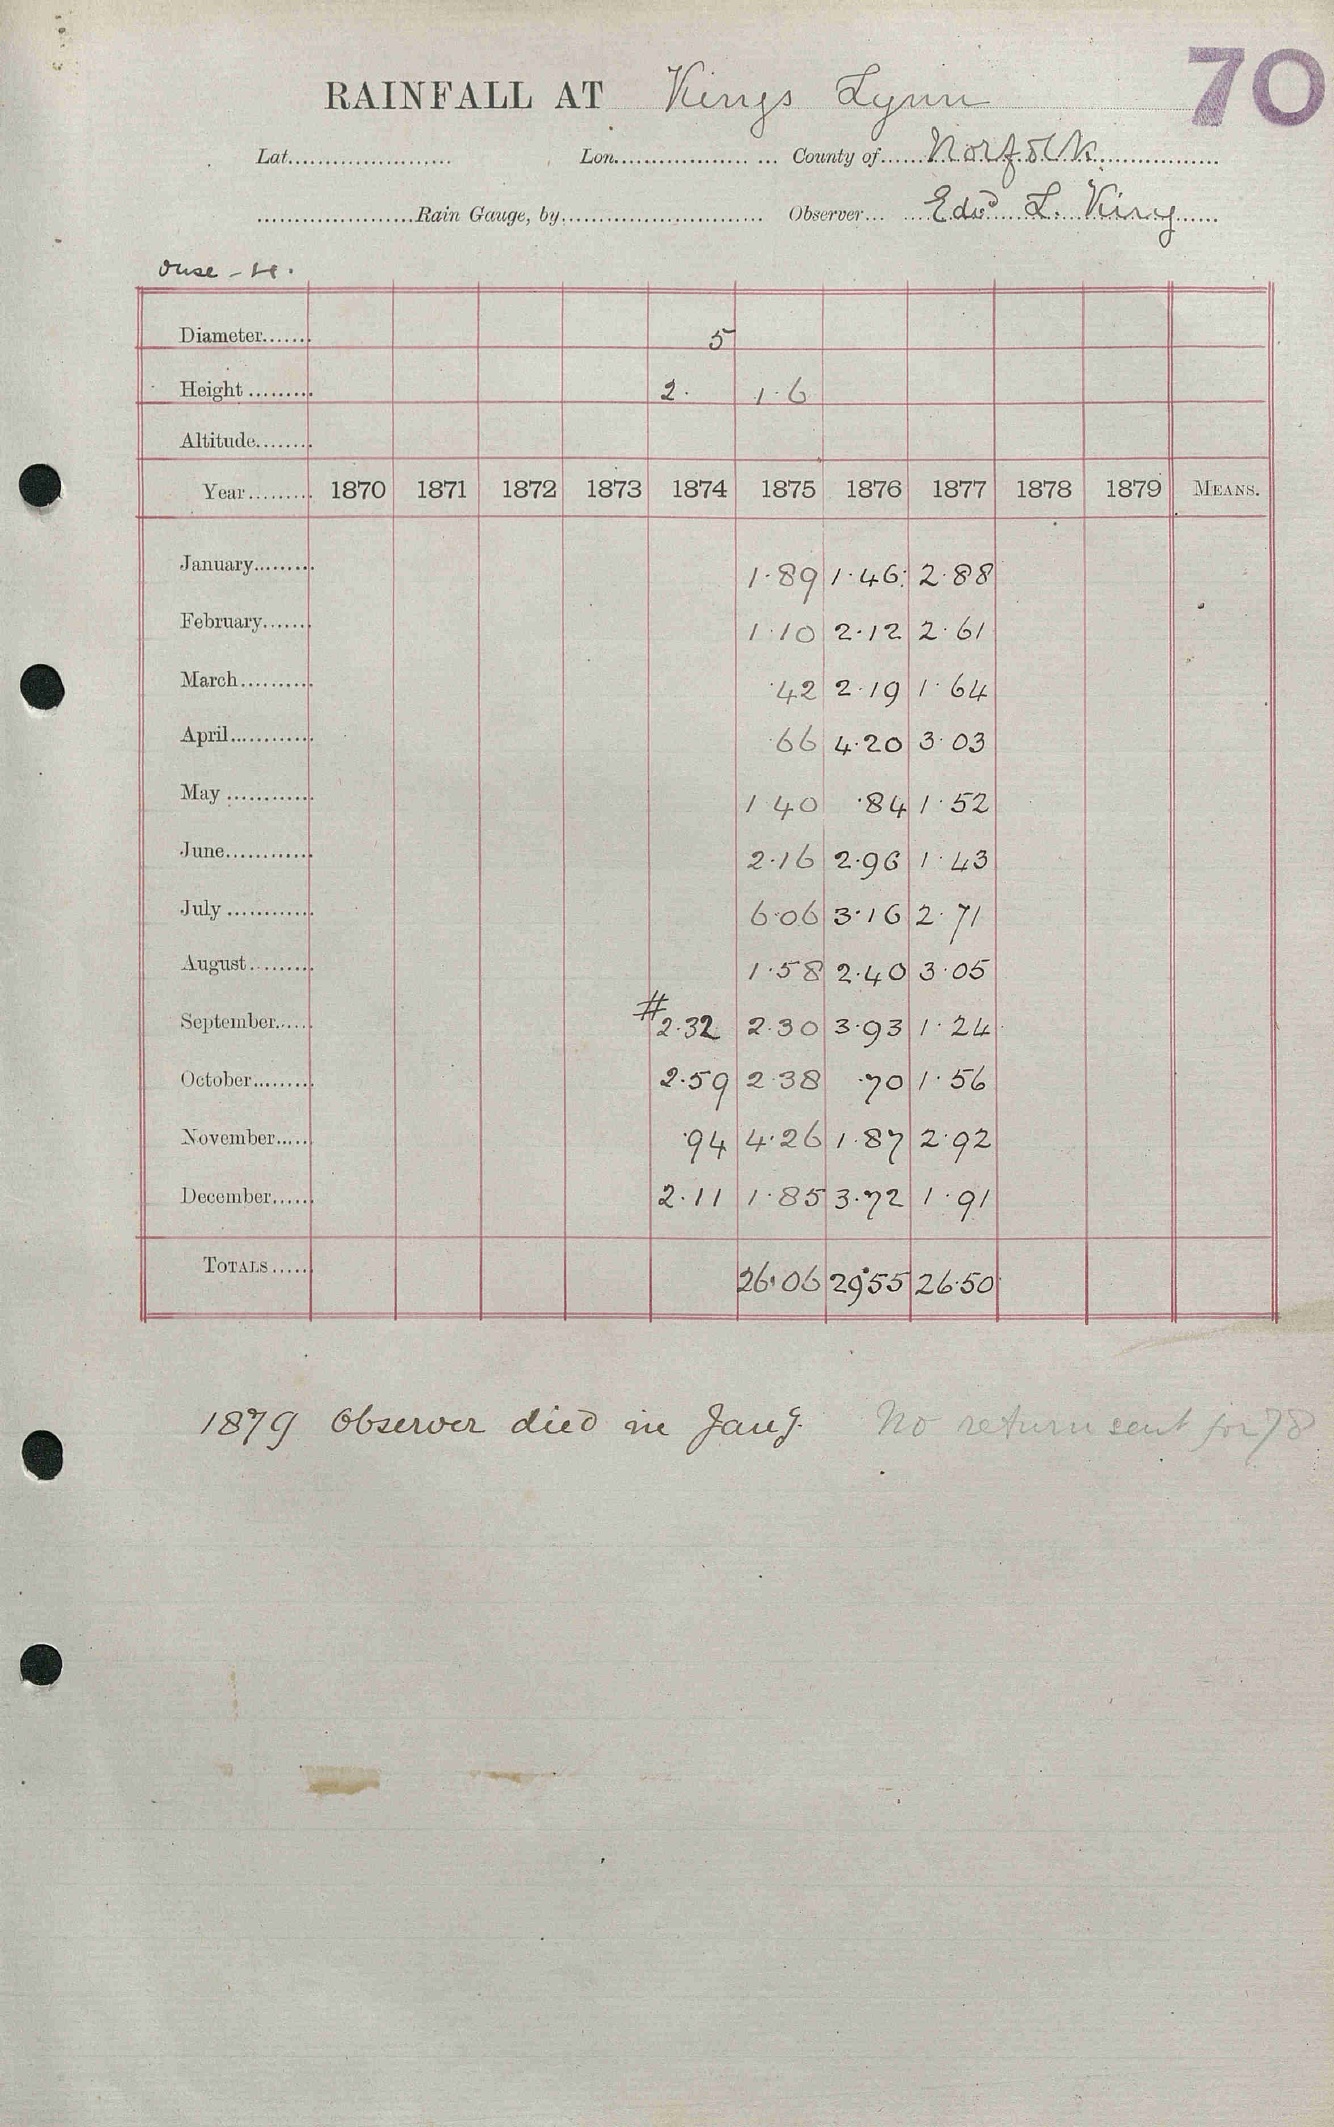 70
RAINFALL AT Kings Lynn
Lat...................... Lon.................. ... County of...... Norfolk
.....................Rain Gauge, by........................... Observer... Edwd L. King
Ouse - H.
Diameter....... 5
Height ......... 2. 1.6
Altitude........
Year......... 1870 1871 1872 1873 1874 1875 1876 1877 1878 1879 MEANS.
January......... 1.89 1.46 2.88
February....... 1.10 2.12 2.61
March.......... .42 2.19 1.64
April............ .66 4.20 3.03
May ............ 1 40 .84 1.52
June............ 2.16 2.96 1.43
July ............ 6.06 3.16 2.71
August.......... 1.58 2.40 3.05
September...... #2.32 2.30 3.93 1.24
October......... 2.59 2.38 .70 1.56
November...... .94 4.26 1.87 2.92
December...... 2.11 1.85 3.72 1.91
TOTALS...... 26.06 29.55 26.50
1879 Observer died in Jany. No return sent for 78